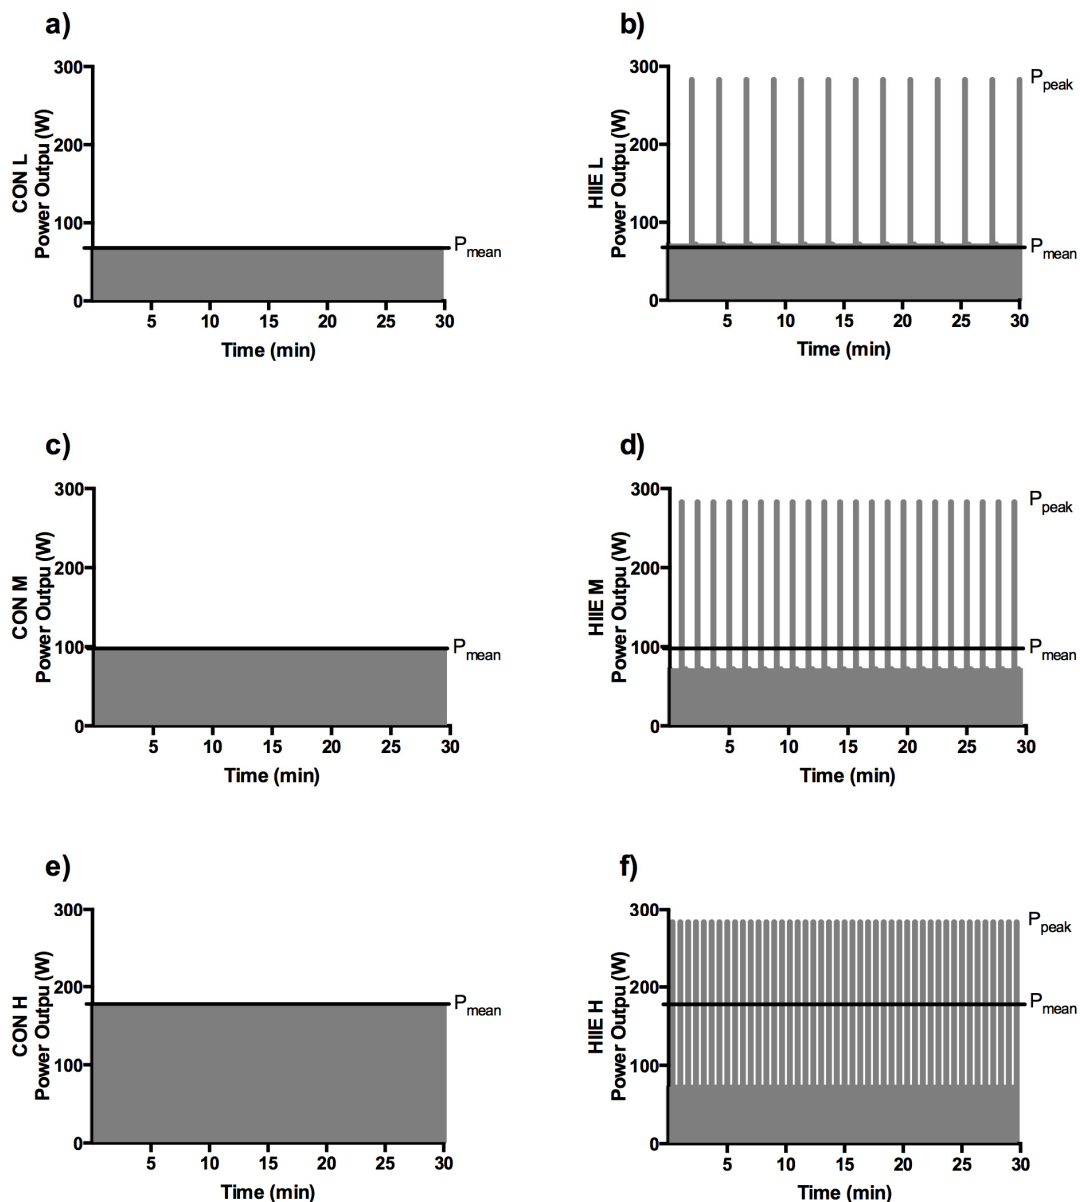 a)
300
200
100
0
CON L
Power Outpu (W)
P mean
5 10 15 20 25 30
Time (min)
b)
300
200
100
0
HIIE L
Power Outpu (W)
P peak
P mean
5 10 15 20 25 30
Time (min)
c)
300
200
100
0
CON M
Power Outpu (W)
P mean
5 10 15 20 25 30
Time (min)
d)
300
200
100
0
HIIE M
Power Outpu (W)
P peak
P mean
5 10 15 20 25 30
Time (min)
e)
300
200
100
0
CON H
Power Outpu (W)
P mean
5 10 15 20 25 30
Time (min)
f)
300
200
100
0
HIIE H
Power Outpu (W)
P peak
P mean
5 10 15 20 25 30
Time (min)